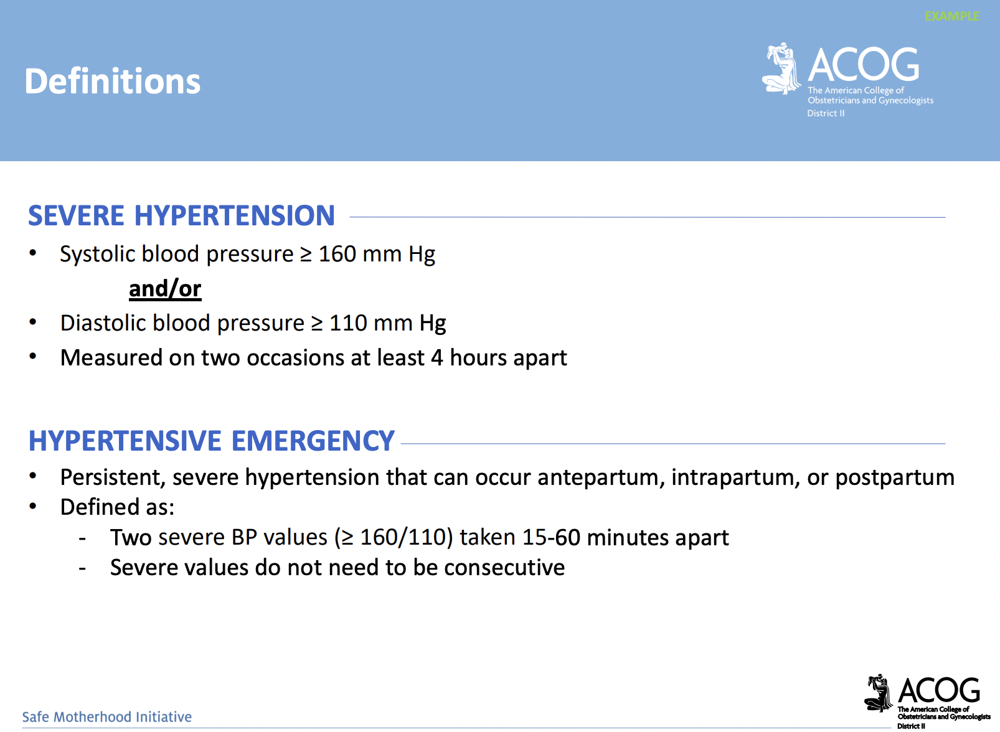 EXAMPLE
Definitions
ACOG
The American College of
Obstetricians and Gynecologists
District II
SEVERE HYPERTENSION
• Systolic blood pressure ≥ 160 mm Hg
and/or
• Diastolic blood pressure ≥ 110 mm Hg
• Measured on two occasions at least 4 hours apart
HYPERTENSIVE EMERGENCY
• Persistent, severe hypertension that can occur antepartum, intrapartum, or postpartum
• Defined as:
- Two severe BP values (≥ 160/110) taken 15-60 minutes apart
- Severe values do not need to be consecutive
Safe Motherhood Initiative
ACOG
The American College of
Obstetricians and Gynecologists
District II